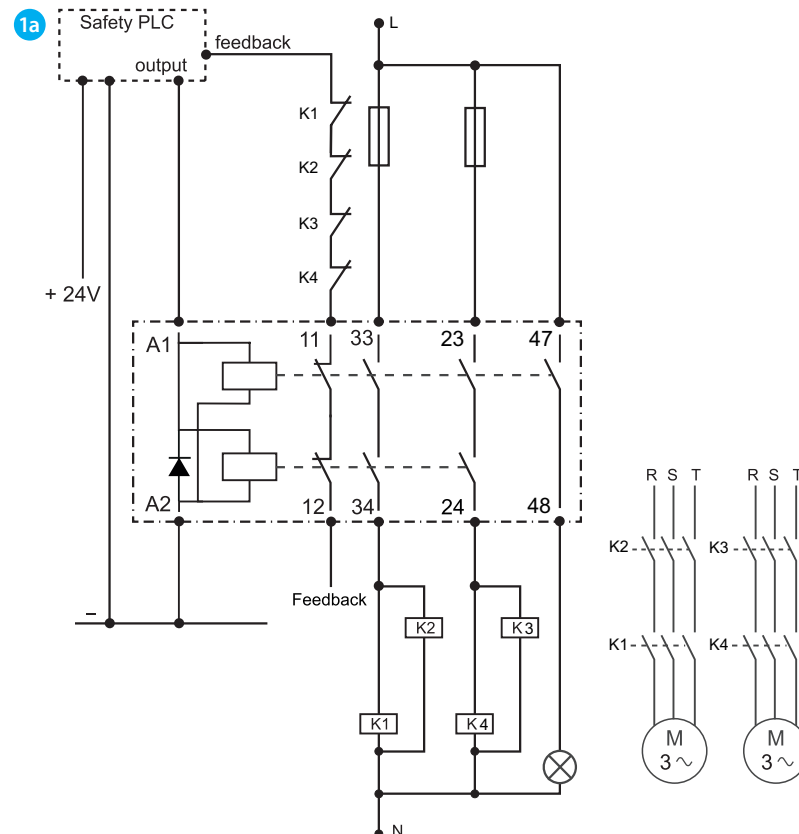 1a
Safety PLC
feedback
output
L
K1
K2
K3
K4
+ 24V
A1
11
33
23
47
A2
12
34
24
48
Feedback
–
K2
K3
K1
K4
N
R S T
R S T
K2
K3
K1
K4
M
3 ~
M
3 ~